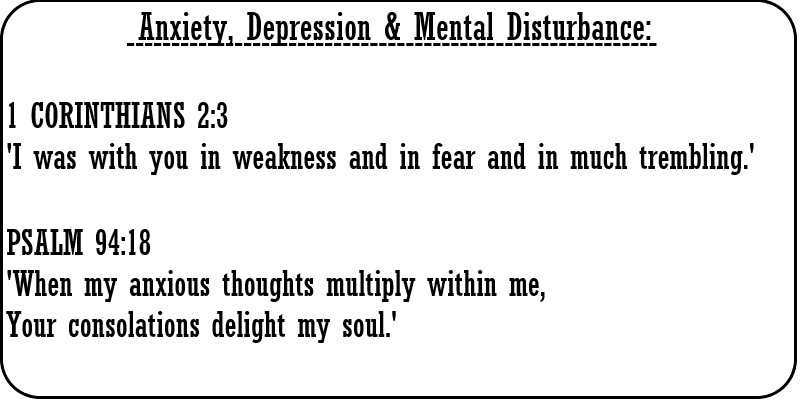 Anxiety, Depression & Mental Disturbance:
1 CORINTHIANS 2:3
'I was with you in weakness and in fear and in much trembling.'
PSALM 94:18
'When my anxious thoughts multiply within me,
Your consolations delight my soul.'